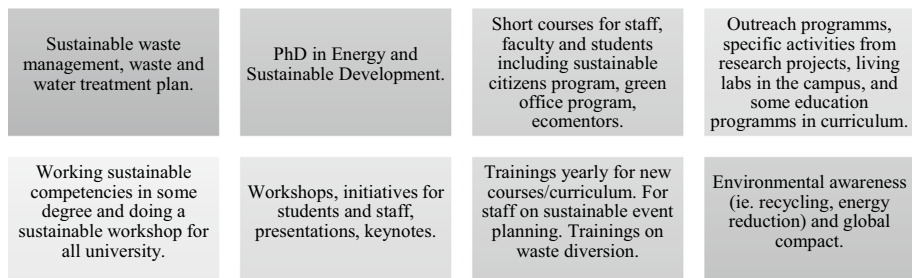 Sustainable waste
management, waste and
water treatment plan.
PhD in Energy and
Sustainable Development.
Short courses for staff,
faculty and students
including sustainable
citizens program, green
office program,
ecomentors.
Outreach programms,
specific activities from
research projects, living
labs in the campus, and
some education
programms in curriculum.
Working sustainable
competencies in some
degree and doing a
sustainable workshop for
all university.
Workshops, initiatives for
students and staff,
presentations, keynotes.
Trainings yearly for new
courses/curriculum. For
staff on sustainable event
planning. Trainings on
waste diversion.
Environmental awareness
(ie. recycling, energy
reduction) and global
compact.